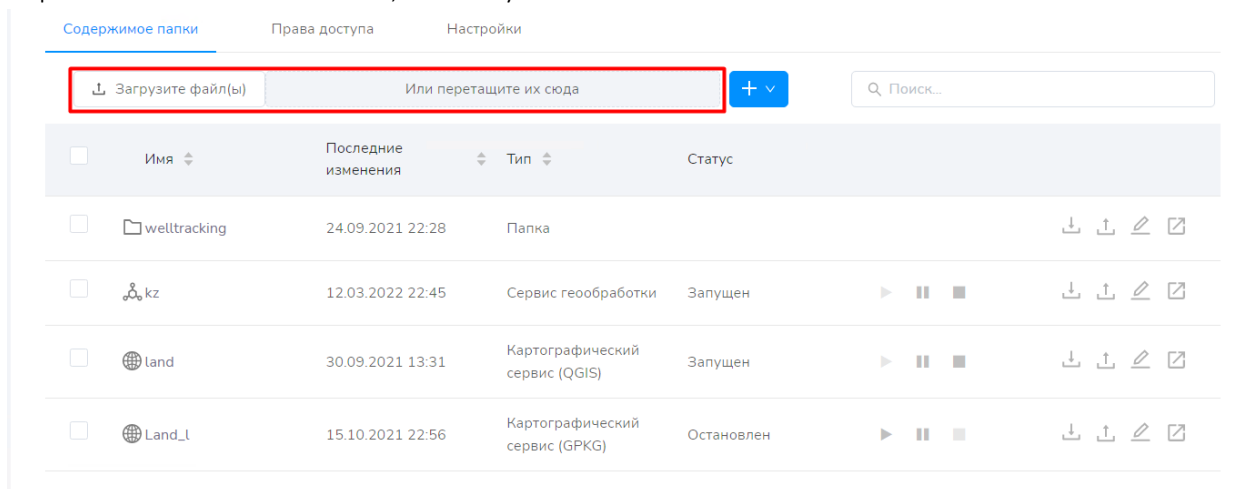 Содержимое папки Права доступа Настройки
Загрузите файл(ы) Или перетащите их сюда Поиск...
Имя Последние изменения Тип Статус
welltracking 24.09.2021 22:28 Папка
kz 12.03.2022 22:45 Сервис геообработки Запущен
land 30.09.2021 13:31 Картографический сервис (QGIS) Запущен
Land_l 15.10.2021 22:56 Картографический сервис (GPKG) Остановлен